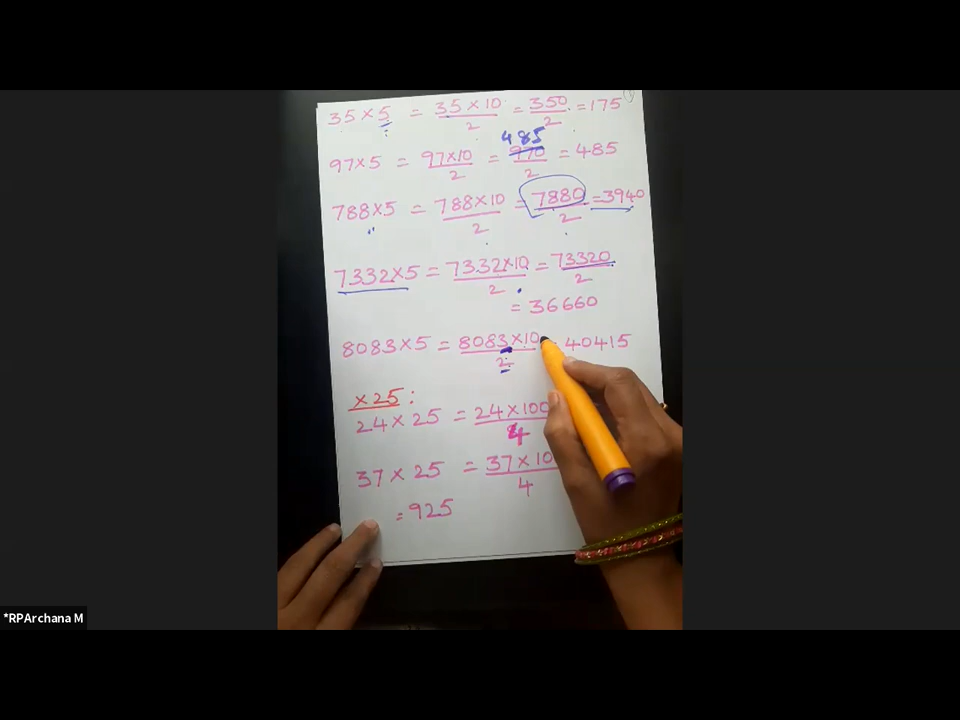 35 × 5 = 35 × 10/2 = 350/2 = 175
97×5 = 97×10/2 = 970/2 = 485
485
788×5 = 788×10/2 = 7880/2 = 3940
7332×5 = 7332×10/2 = 73320/2
= 36660
8083×5 = 8083×10/2 = 40415
×25 :
24 × 25 = 24 × 100/4
37 × 25 = 37 × 10/4
= 925
*RPArchana M